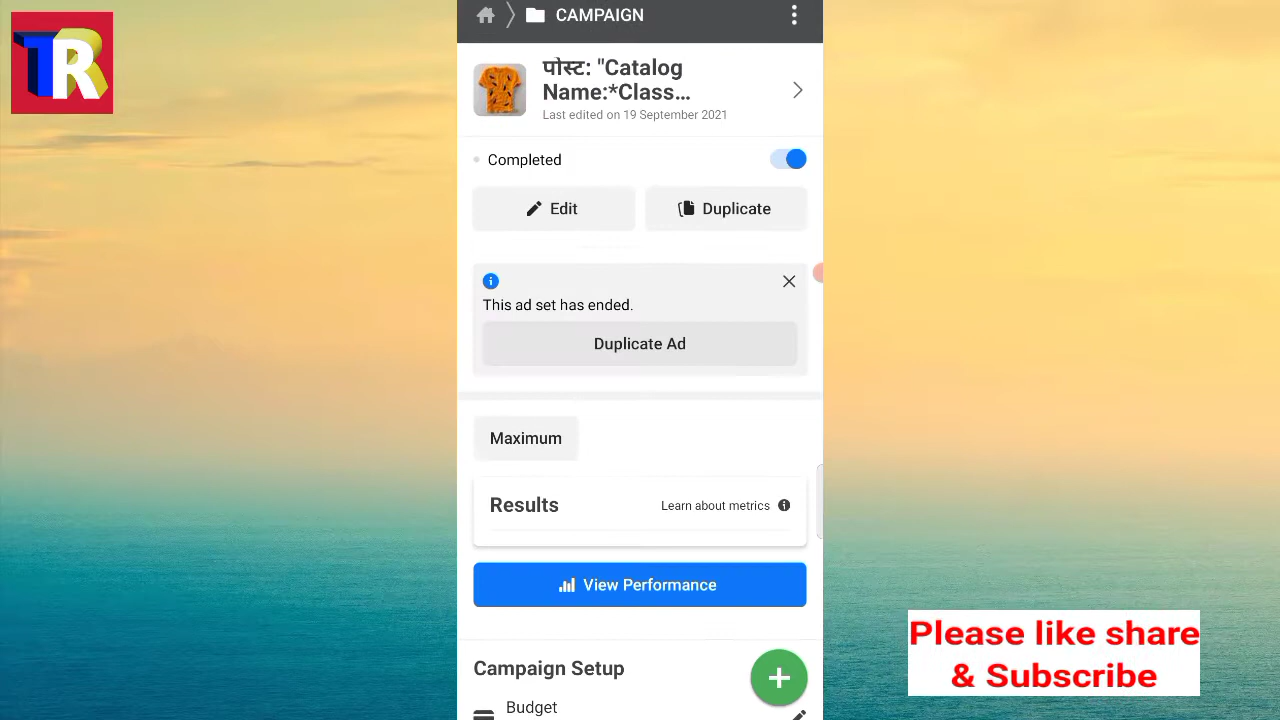 TR
CAMPAIGN
पोस्ट: "Catalog
Name:*Class...
Last edited on 19 September 2021
Completed
Edit
Duplicate
This ad set has ended.
Duplicate Ad
Maximum
Results
Learn about metrics
View Performance
Campaign Setup
Budget
Please like share
& Subscribe